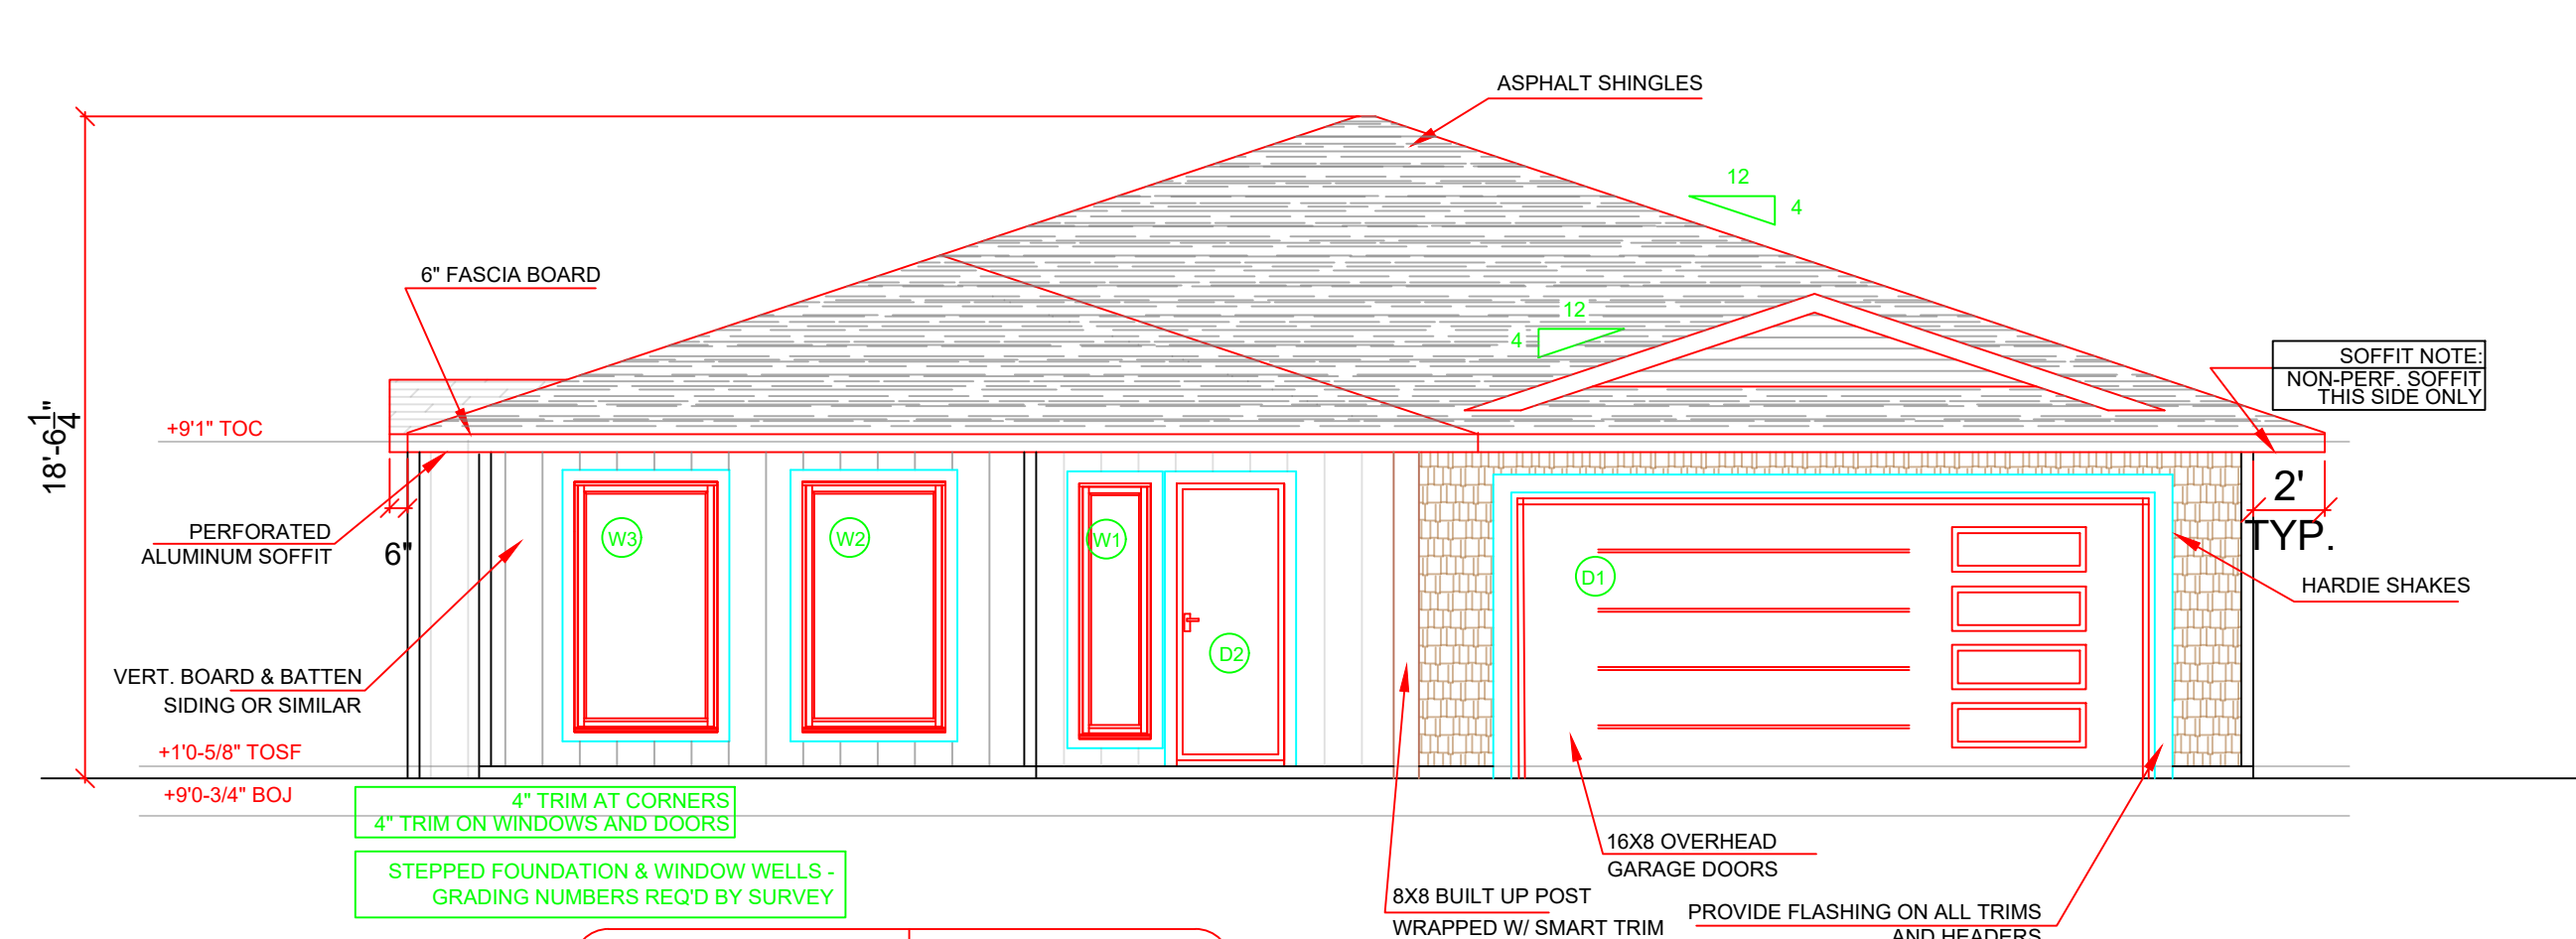 ASPHALT SHINGLES
12
4
6" FASCIA BOARD
12
4
SOFFIT NOTE:
NON-PERF. SOFFIT
THIS SIDE ONLY
18'-6 1/4"
+9'1" TOC
2'
TYP.
PERFORATED
ALUMINUM SOFFIT
6"
W3
W2
W1
D1
D2
HARDIE SHAKES
VERT. BOARD & BATTEN
SIDING OR SIMILAR
+1'0-5/8" TOSF
+9'0-3/4" BOJ
4" TRIM AT CORNERS
4" TRIM ON WINDOWS AND DOORS
STEPPED FOUNDATION & WINDOW WELLS -
GRADING NUMBERS REQ'D BY SURVEY
16X8 OVERHEAD
GARAGE DOORS
8X8 BUILT UP POST
WRAPPED W/ SMART TRIM
PROVIDE FLASHING ON ALL TRIMS
AND HEADERS